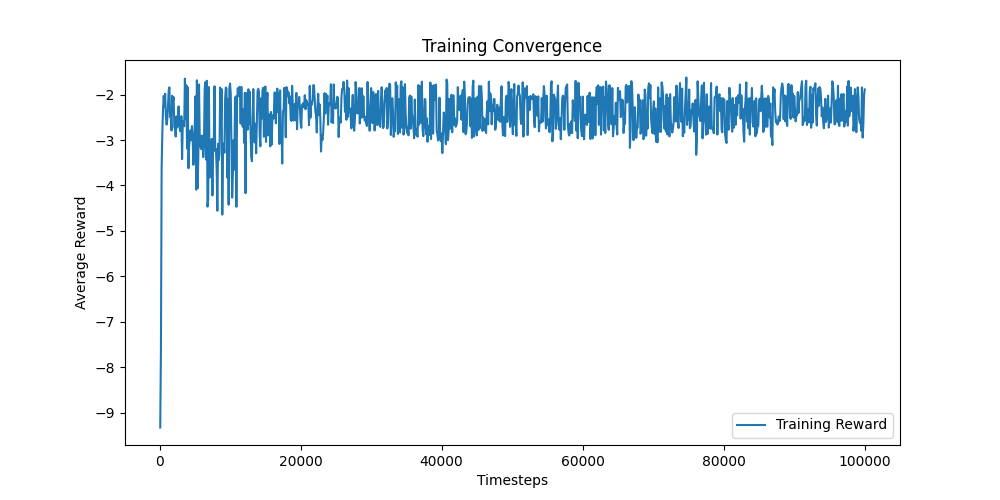 Training Convergence
Average Reward
−2
−3
−4
−5
−6
−7
−8
−9
Training Reward
0 20000 40000 60000 80000 100000
Timesteps